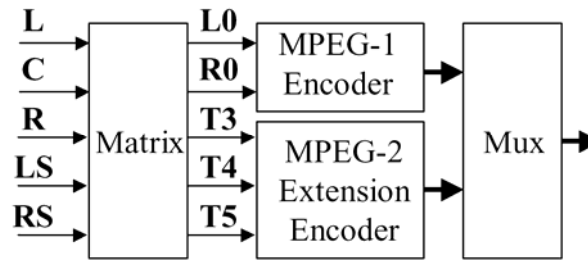 L
C
R
LS
RS
Matrix
L0
R0
T3
T4
T5
MPEG-1
Encoder
MPEG-2
Extension
Encoder
Mux